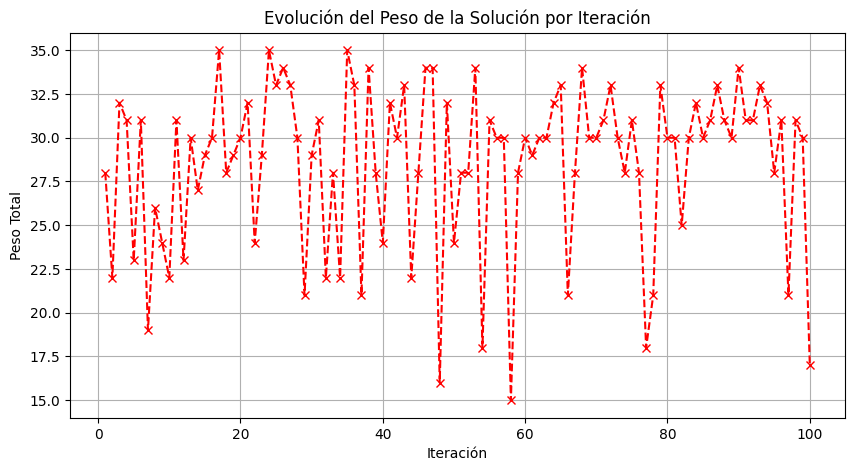 Evolución del Peso de la Solución por Iteración
Peso Total
35.0
32.5
30.0
27.5
25.0
22.5
20.0
17.5
15.0
0 20 40 60 80 100
Iteración